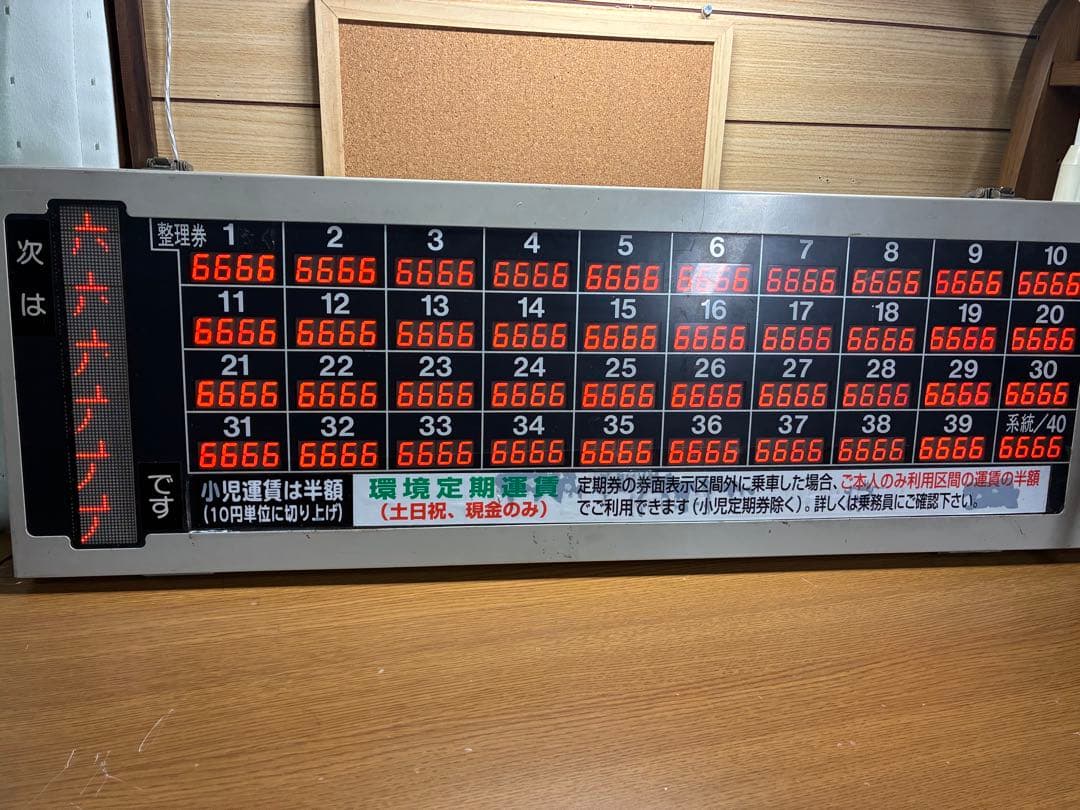 次は
六六六六六六
です
整理券 1 2 3 4 5 6 7 8 9 10
6666 6666 6666 6666 6666 6666 6666 6666 6666 6666
11 12 13 14 15 16 17 18 19 20
6666 6666 6666 6666 6666 6666 6666 6666 6666 6666
21 22 23 24 25 26 27 28 29 30
6666 6666 6666 6666 6666 6666 6666 6666 6666 6666
31 32 33 34 35 36 37 38 39 系統/40
6666 6666 6666 6666 6666 6666 6666 6666 6666 6666
小児運賃は半額
(10円単位に切り上げ)
環境定期運賃
(土日祝、現金のみ)
定期券の券面表示区間外に乗車した場合、ご本人のみ利用区間の運賃の半額
でご利用できます(小児定期券除く)。詳しくは乗務員にご確認下さい。